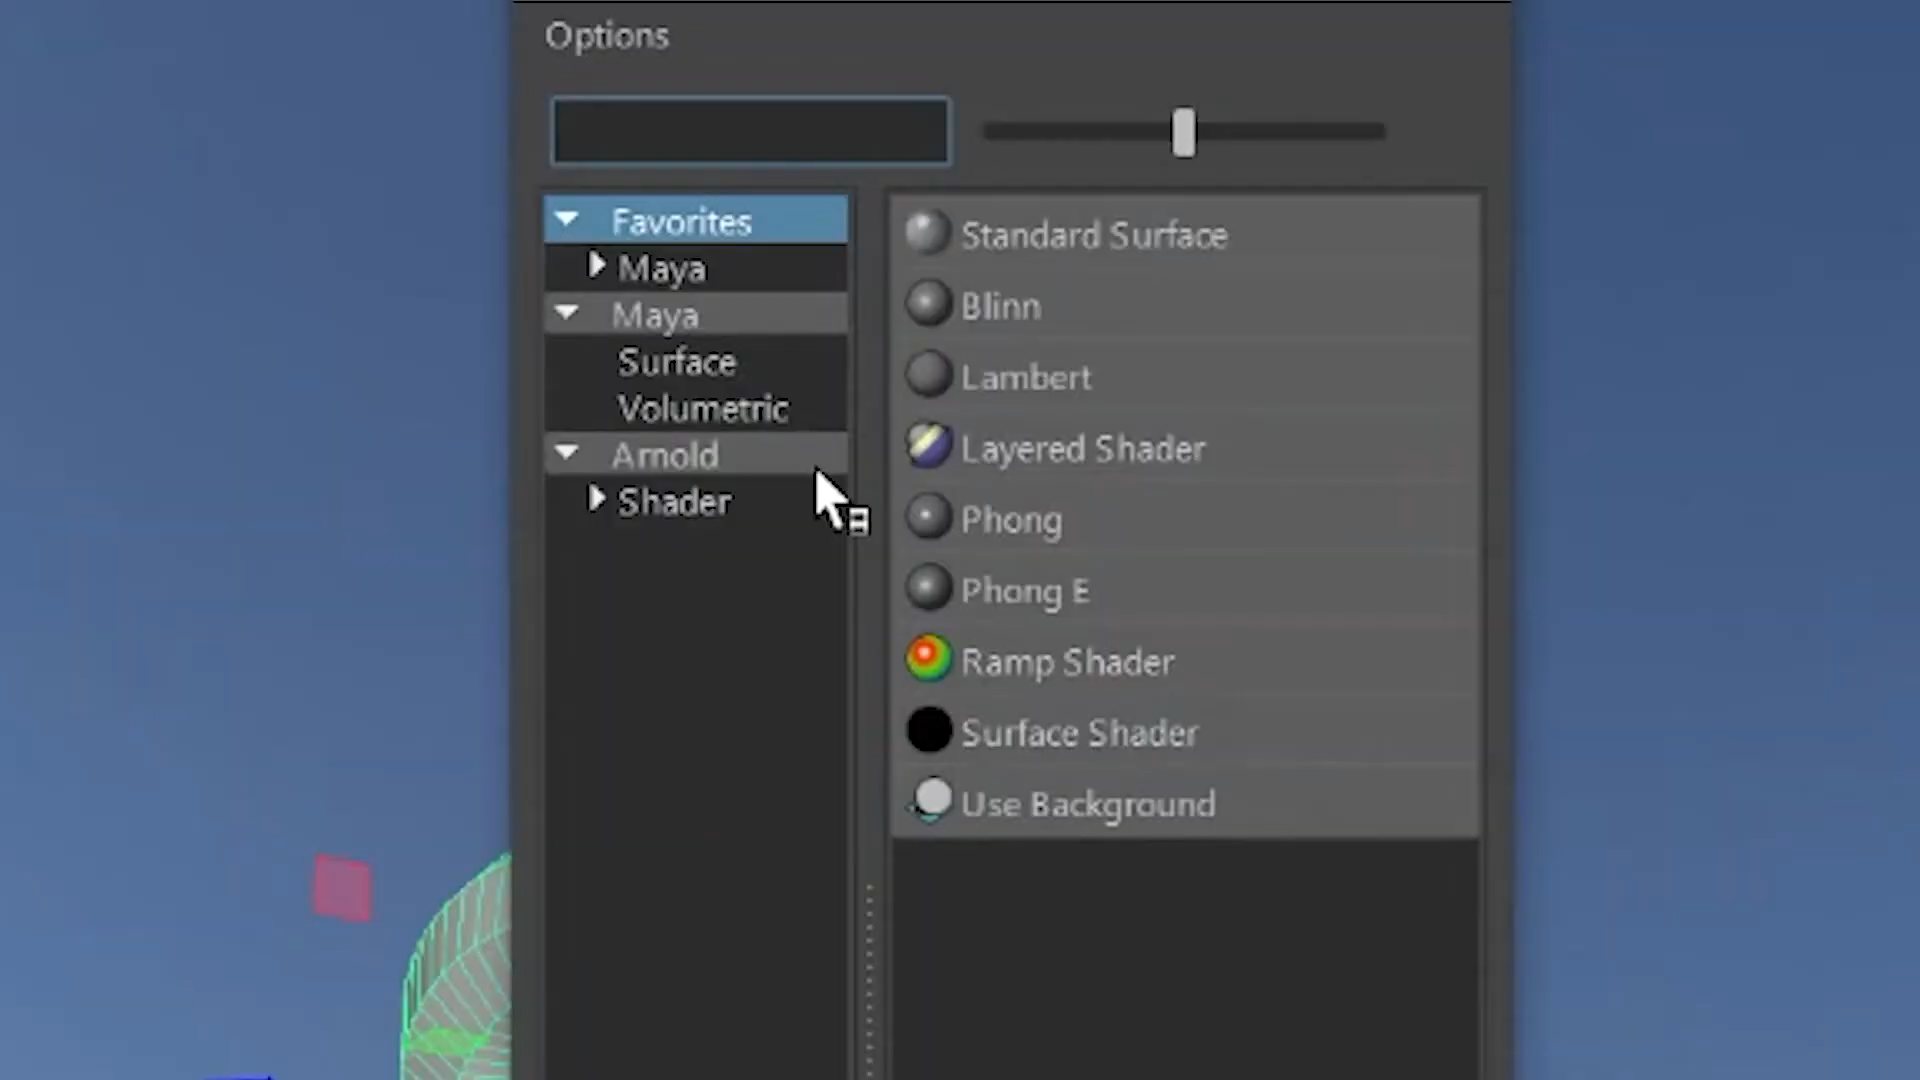 Options
Favorites
Maya
Maya
Surface
Volumetric
Arnold
Shader
Standard Surface
Blinn
Lambert
Layered Shader
Phong
Phong E
Ramp Shader
Surface Shader
Use Background